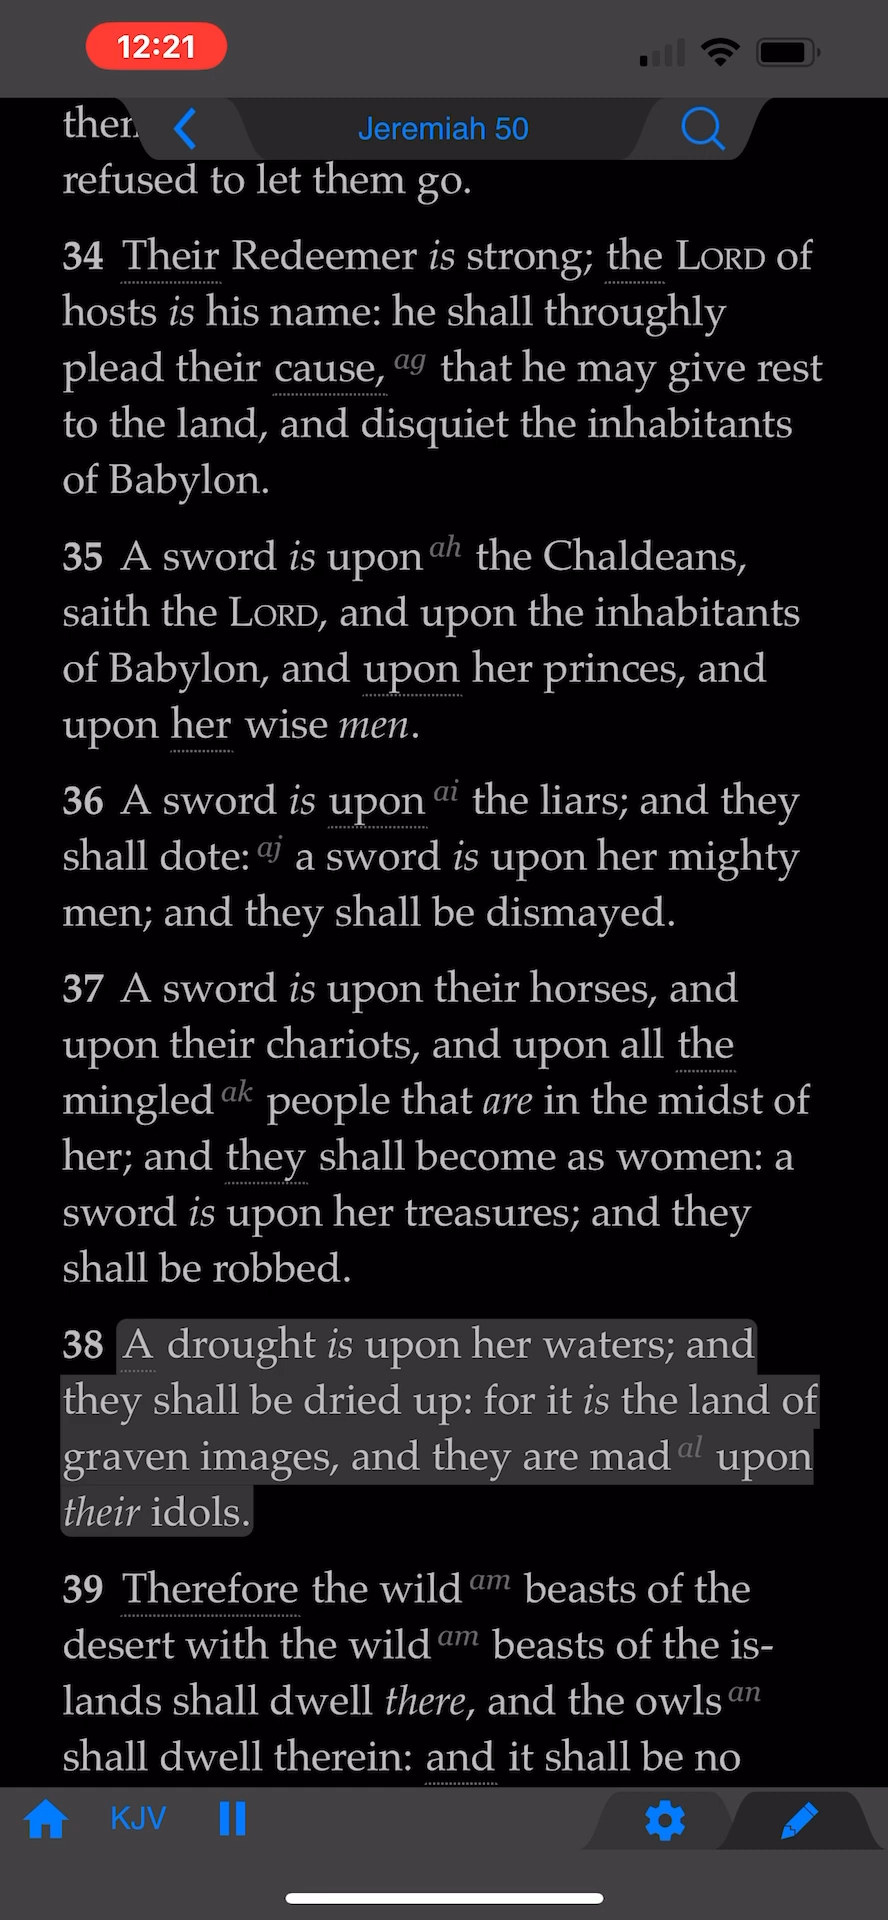 12:21
Jeremiah 50
refused to let them go.
34 Their Redeemer is strong; the LORD of
hosts is his name: he shall throughly
plead their cause, ag that he may give rest
to the land, and disquiet the inhabitants
of Babylon.
35 A sword is upon ah the Chaldeans,
saith the LORD, and upon the inhabitants
of Babylon, and upon her princes, and
upon her wise men.
36 A sword is upon ai the liars; and they
shall dote: aj a sword is upon her mighty
men; and they shall be dismayed.
37 A sword is upon their horses, and
upon their chariots, and upon all the
mingled ak people that are in the midst of
her; and they shall become as women: a
sword is upon her treasures; and they
shall be robbed.
38 A drought is upon her waters; and
they shall be dried up: for it is the land of
graven images, and they are mad al upon
their idols.
39 Therefore the wild am beasts of the
desert with the wild am beasts of the is-
lands shall dwell there, and the owls an
shall dwell therein: and it shall be no
KJV